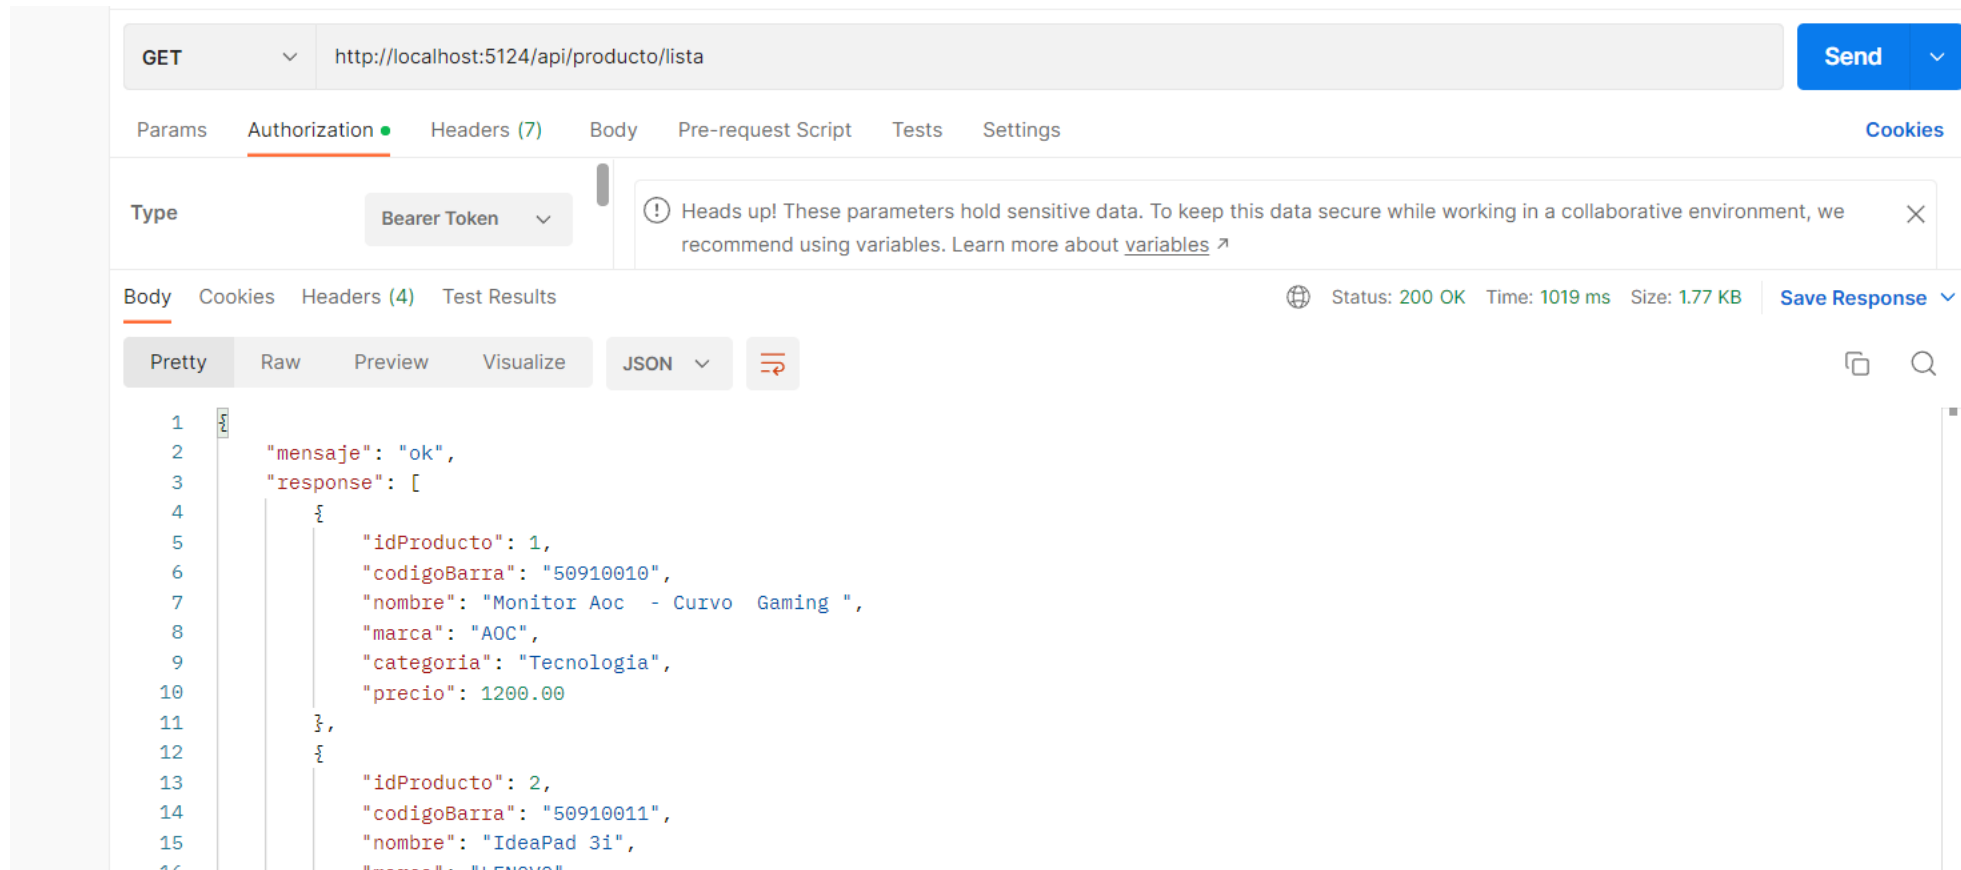 GET http://localhost:5124/api/producto/lista Send
Params Authorization Headers (7) Body Pre-request Script Tests Settings Cookies
Type Bearer Token
Heads up! These parameters hold sensitive data. To keep this data secure while working in a collaborative environment, we
recommend using variables. Learn more about variables ↗
Body Cookies Headers (4) Test Results Status: 200 OK Time: 1019 ms Size: 1.77 KB Save Response
Pretty Raw Preview Visualize JSON
1 {
2 "mensaje": "ok",
3 "response": [
4 {
5 "idProducto": 1,
6 "codigoBarra": "50910010",
7 "nombre": "Monitor Aoc  - Curvo  Gaming ",
8 "marca": "AOC",
9 "categoria": "Tecnologia",
10 "precio": 1200.00
11 },
12 {
13 "idProducto": 2,
14 "codigoBarra": "50910011",
15 "nombre": "IdeaPad 3i",
16 "marca": "LENOVO"